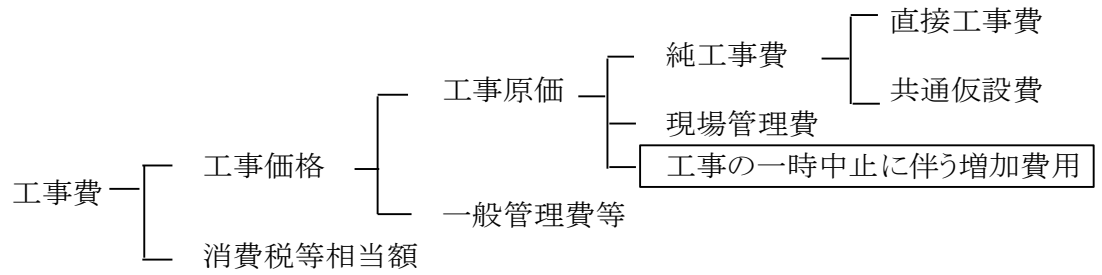 直接工事費
純工事費
共通仮設費
工事原価
現場管理費
工事の一時中止に伴う増加費用
工事価格
工事費
一般管理費等
消費税等相当額